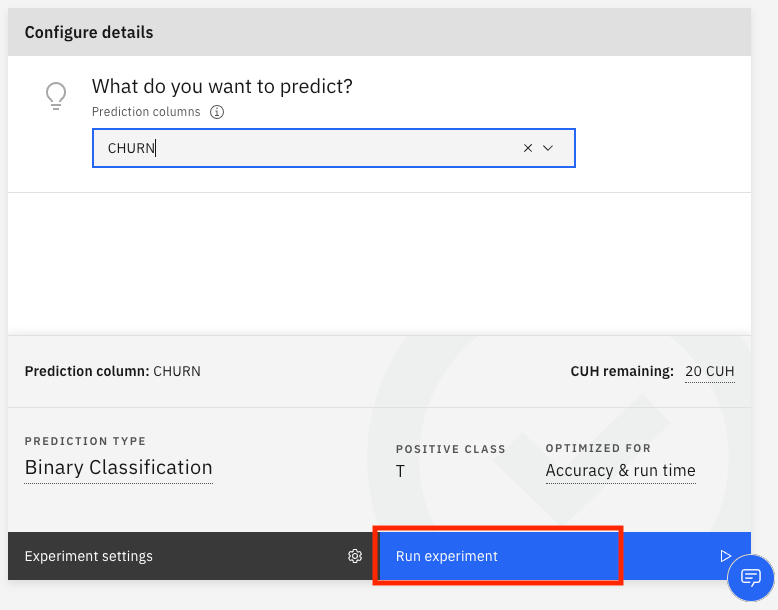 Configure details
What do you want to predict?
Prediction columns
CHURN
Prediction column: CHURN
CUH remaining: 20 CUH
PREDICTION TYPE
Binary Classification
POSITIVE CLASS
T
OPTIMIZED FOR
Accuracy & run time
Experiment settings
Run experiment